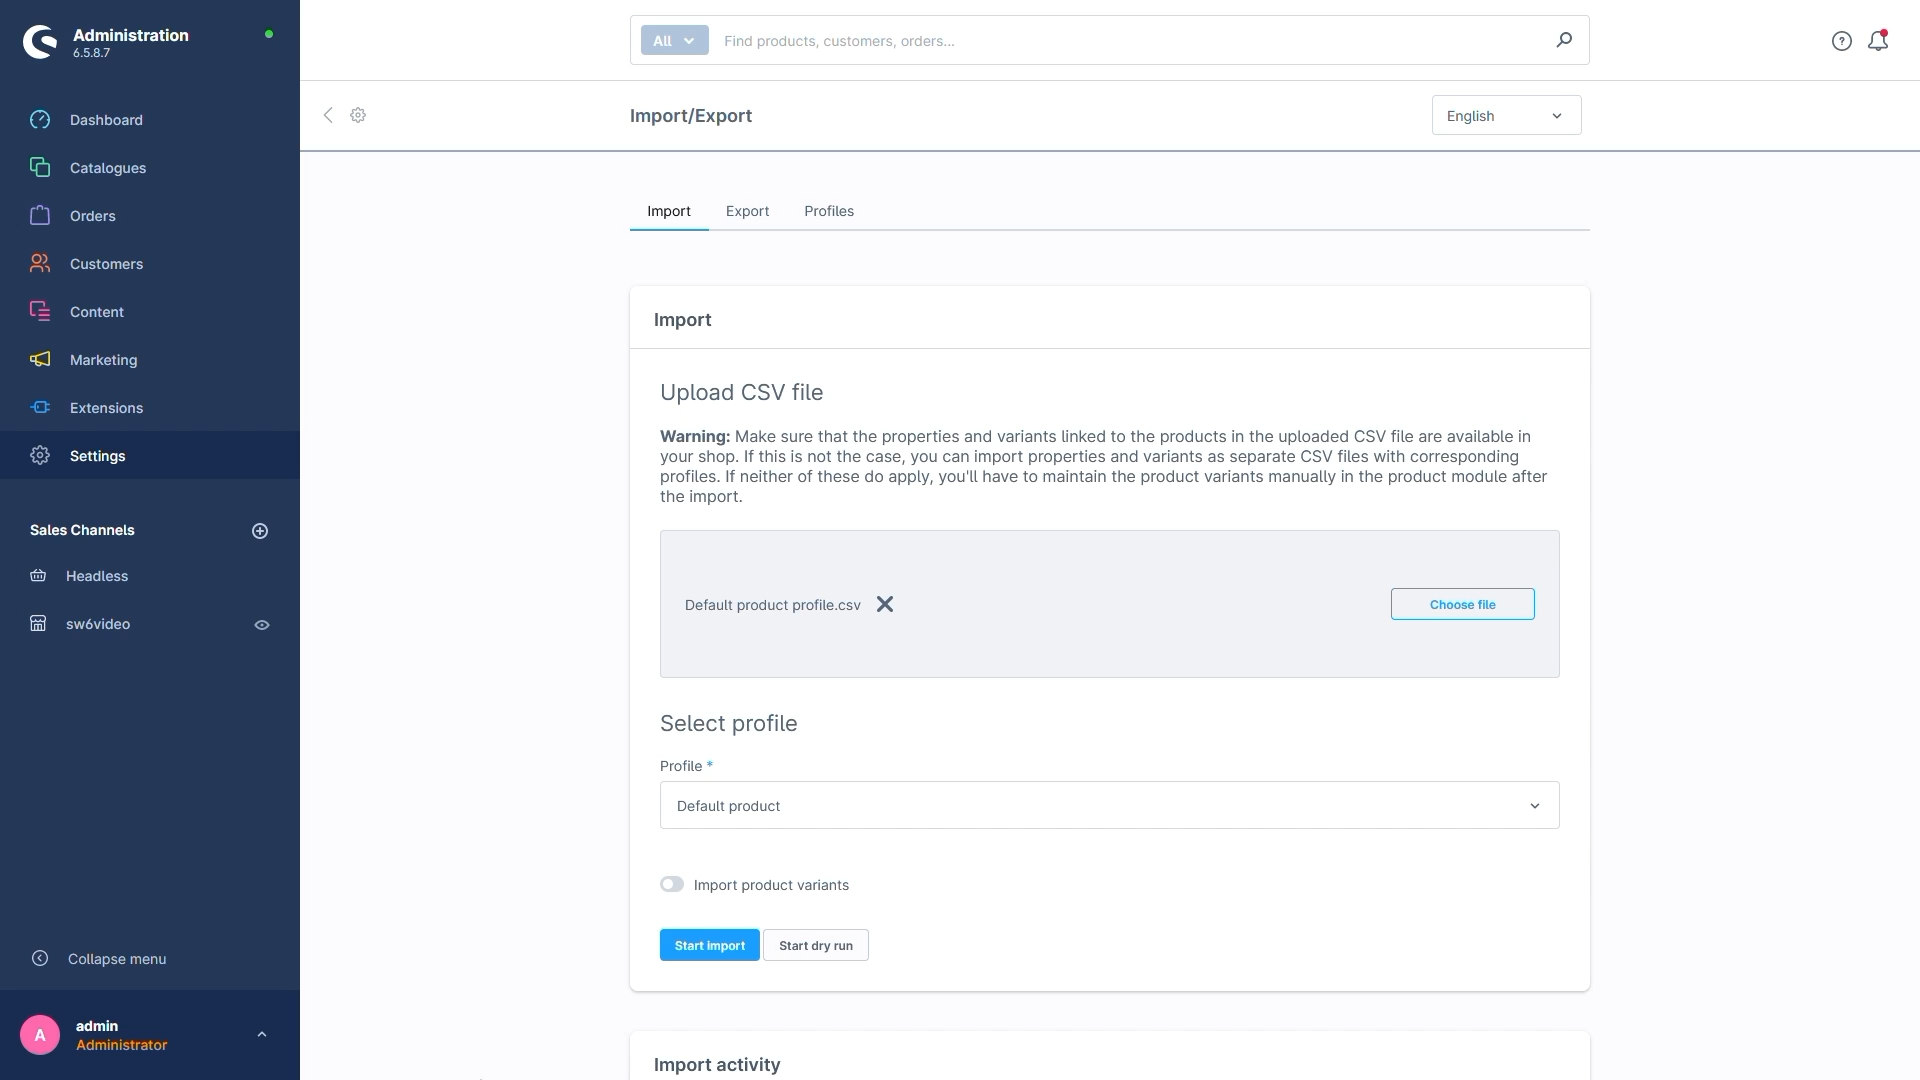 Administration
6.5.8.7
All
Find products, customers, orders...
Import/Export
English
Dashboard
Catalogues
Orders
Customers
Content
Marketing
Extensions
Settings
Sales Channels
Headless
sw6video
Collapse menu
A
admin
Administrator
Import
Export
Profiles
Import
Upload CSV file
Warning: Make sure that the properties and variants linked to the products in the uploaded CSV file are available in
your shop. If this is not the case, you can import properties and variants as separate CSV files with corresponding
profiles. If neither of these do apply, you'll have to maintain the product variants manually in the product module after
the import.
Default product profile.csv
Choose file
Select profile
Profile *
Default product
Import product variants
Start import
Start dry run
Import activity